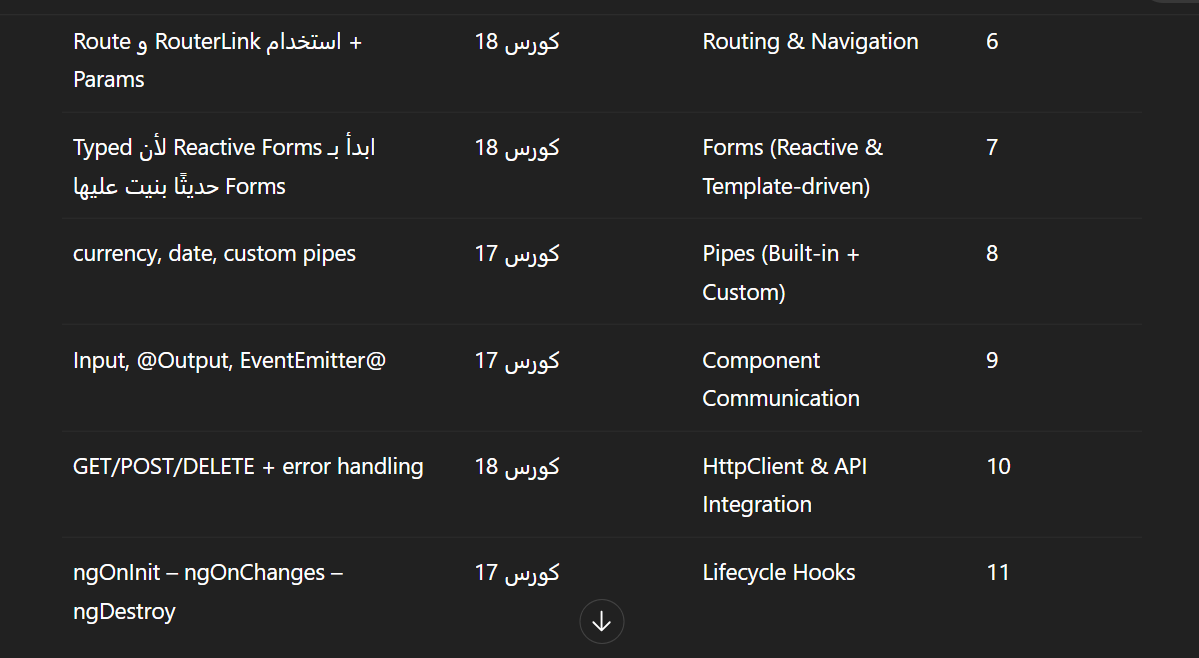 6
Routing & Navigation
كورس 18
استخدام RouterLink و Route +
Params
7
Forms (Reactive &
Template-driven)
كورس 18
ابدأ بـ Reactive Forms لأن Typed
Forms حديثًا بنيت عليها
8
Pipes (Built-in +
Custom)
كورس 17
currency, date, custom pipes
9
Component
Communication
كورس 17
Input, @Output, EventEmitter@
10
HttpClient & API
Integration
كورس 18
GET/POST/DELETE + error handling
11
Lifecycle Hooks
كورس 17
ngOnInit – ngOnChanges –
ngDestroy